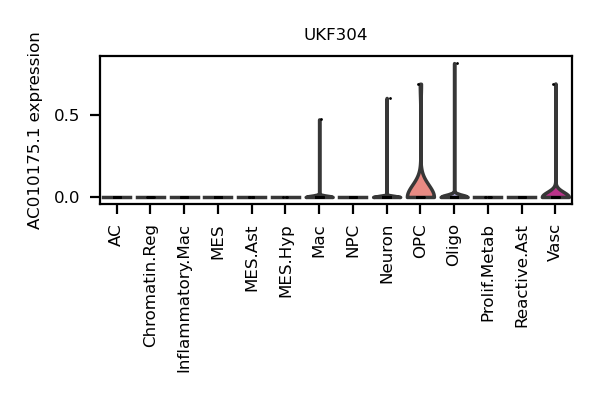 UKF304
AC010175.1 expression
0.5
0.0
AC
Chromatin.Reg
Inflammatory.Mac
MES
MES.Ast
MES.Hyp
Mac
NPC
Neuron
OPC
Oligo
Prolif.Metab
Reactive.Ast
Vasc